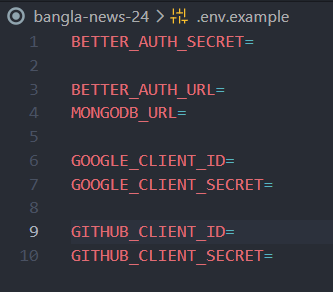 bangla-news-24 > .env.example
1 BETTER_AUTH_SECRET=
2
3 BETTER_AUTH_URL=
4 MONGODB_URL=
5
6 GOOGLE_CLIENT_ID=
7 GOOGLE_CLIENT_SECRET=
8
9 GITHUB_CLIENT_ID=
10 GITHUB_CLIENT_SECRET=